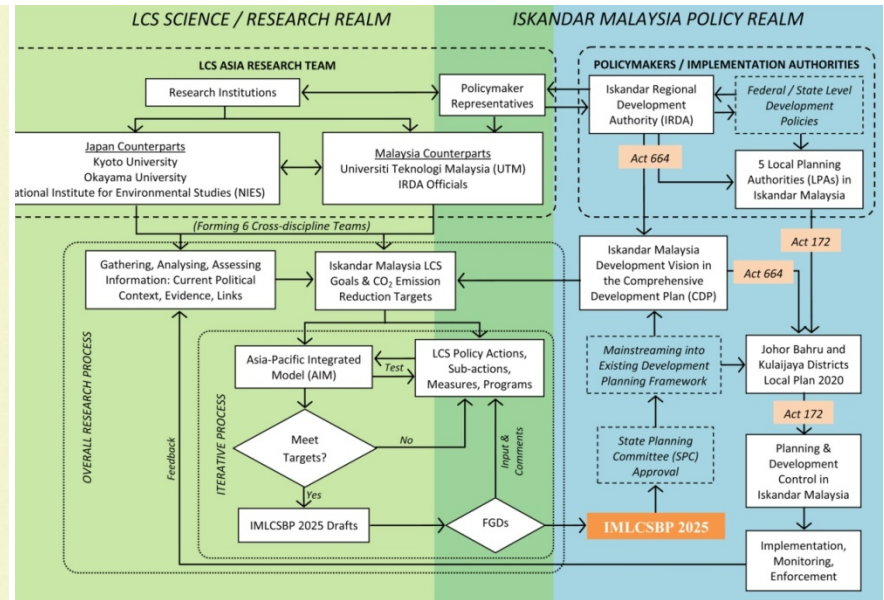 LCS SCIENCE / RESEARCH REALM
ISKANDAR MALAYSIA POLICY REALM
LCS ASIA RESEARCH TEAM
Research Institutions
Policymaker
Representatives
Japan Counterparts
Kyoto University
Okayama University
ational Institute for Environmental Studies (NIES)
Malaysia Counterparts
Universiti Teknologi Malaysia (UTM)
IRDA Officials
POLICYMAKERS / IMPLEMENTATION AUTHORITIES
Iskandar Regional
Development
Authority (IRDA)
Federal / State Level
Development
Policies
Act 664
5 Local Planning
Authorities (LPAs) in
Iskandar Malaysia
(Forming 6 Cross-discipline Teams)
Act 172
Gathering, Analysing, Assessing
Information: Current Political
Context, Evidence, Links
Iskandar Malaysia LCS
Goals & CO₂ Emission
Reduction Targets
Iskandar Malaysia
Development Vision in
the Comprehensive
Development Plan (CDP)
Act 664
OVERALL RESEARCH PROCESS
Feedback
ITERATIVE PROCESS
Asia-Pacific Integrated
Model (AIM)
Test
LCS Policy Actions,
Sub-actions,
Measures, Programs
Mainstreaming into
Existing Development
Planning Framework
Johor Bahru and
Kulaijaya Districts
Local Plan 2020
Act 172
Meet
Targets?
No
Yes
Input &
Comments
State Planning
Committee (SPC)
Approval
Planning &
Development
Control in
Iskandar Malaysia
IMLCSBP 2025 Drafts
FGDs
IMLCSBP 2025
Implementation,
Monitoring,
Enforcement